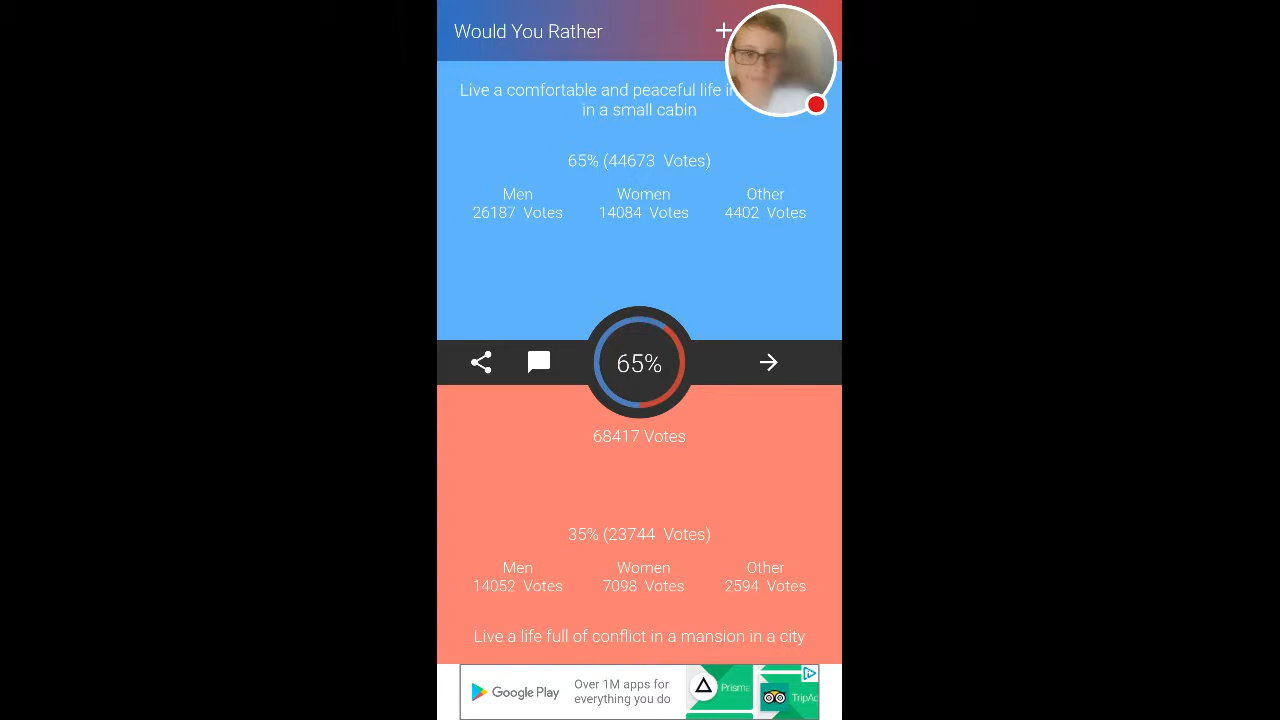 Would You Rather
Live a comfortable and peaceful life
in a small cabin
65% (44673 Votes)
Men Women Other
26187 Votes 14084 Votes 4402 Votes
65%
68417 Votes
35% (23744 Votes)
Men Women Other
14052 Votes 7098 Votes 2594 Votes
Live a life full of conflict in a mansion in a city
Google Play
Over 1M apps for
everything you do
Prisma
TripAd